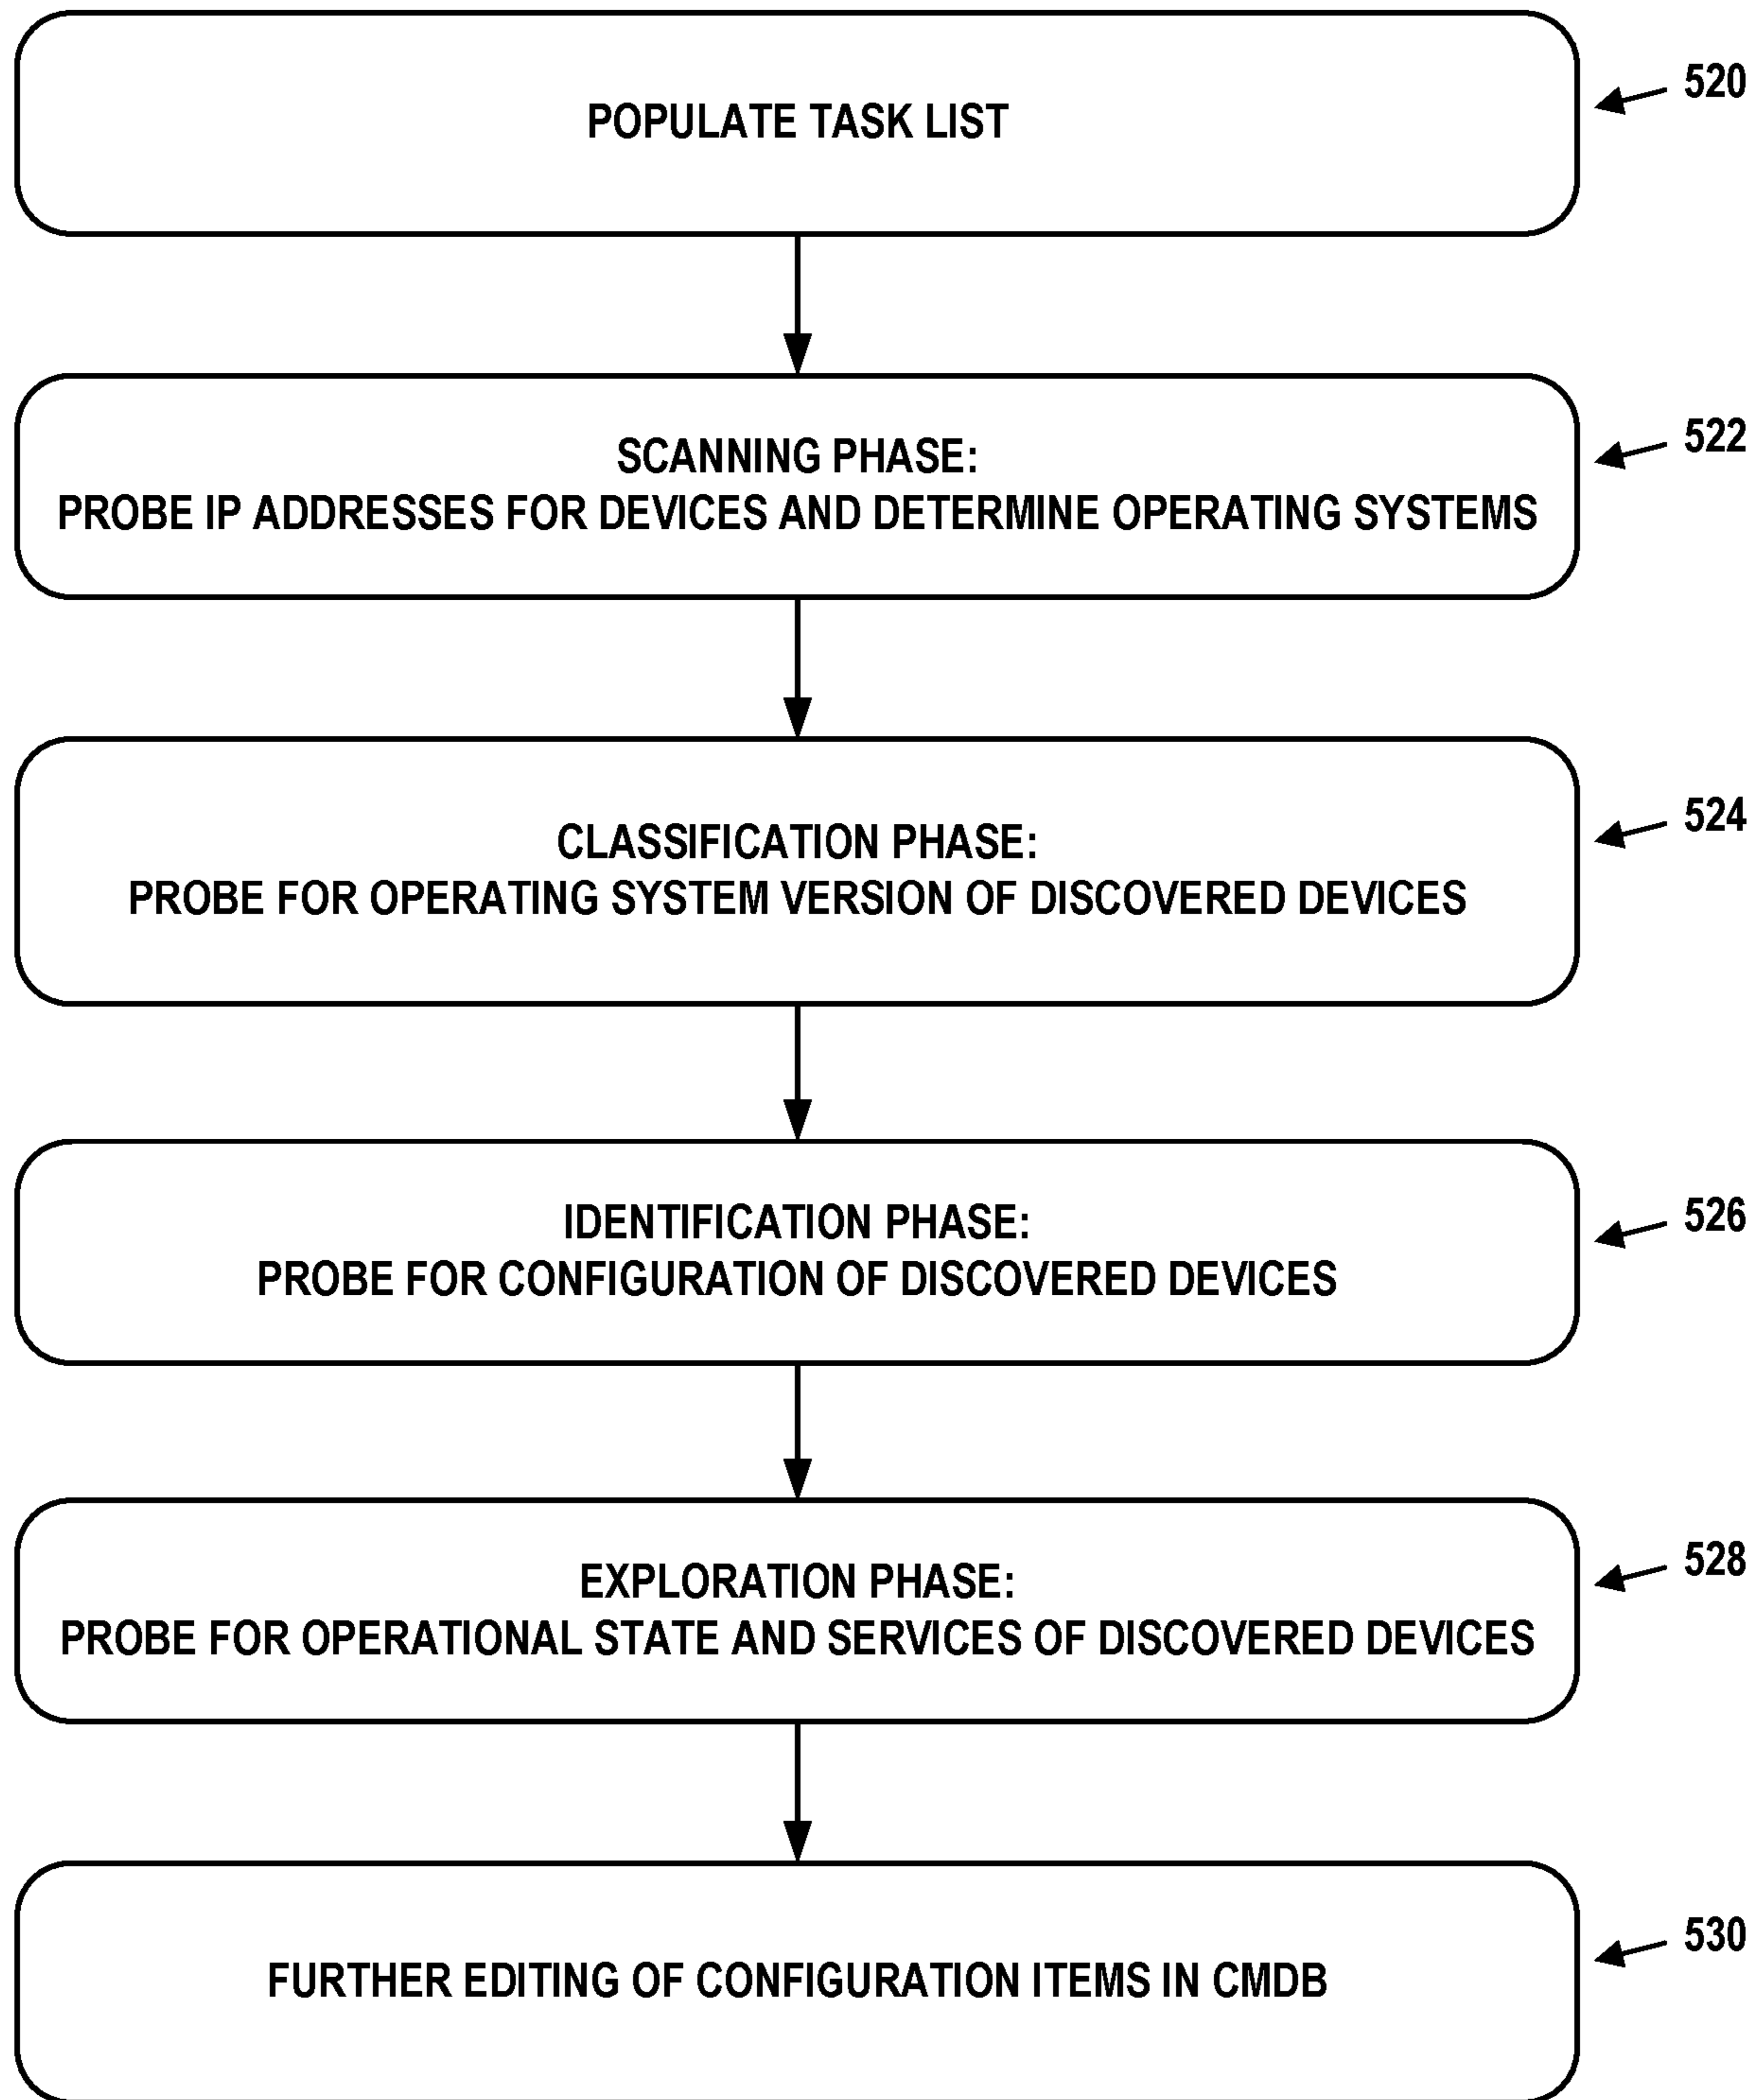 POPULATE TASK LIST
520
SCANNING PHASE:
PROBE IP ADDRESSES FOR DEVICES AND DETERMINE OPERATING SYSTEMS
522
CLASSIFICATION PHASE:
PROBE FOR OPERATING SYSTEM VERSION OF DISCOVERED DEVICES
524
IDENTIFICATION PHASE:
PROBE FOR CONFIGURATION OF DISCOVERED DEVICES
526
EXPLORATION PHASE:
PROBE FOR OPERATIONAL STATE AND SERVICES OF DISCOVERED DEVICES
528
FURTHER EDITING OF CONFIGURATION ITEMS IN CMDB
530